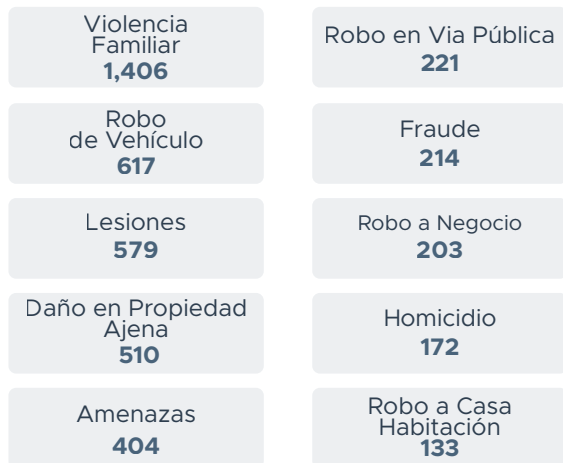 Violencia
Familiar
1,406
Robo
de Vehículo
617
Lesiones
579
Daño en Propiedad
Ajena
510
Amenazas
404
Robo en Via Pública
221
Fraude
214
Robo a Negocio
203
Homicidio
172
Robo a Casa
Habitación
133